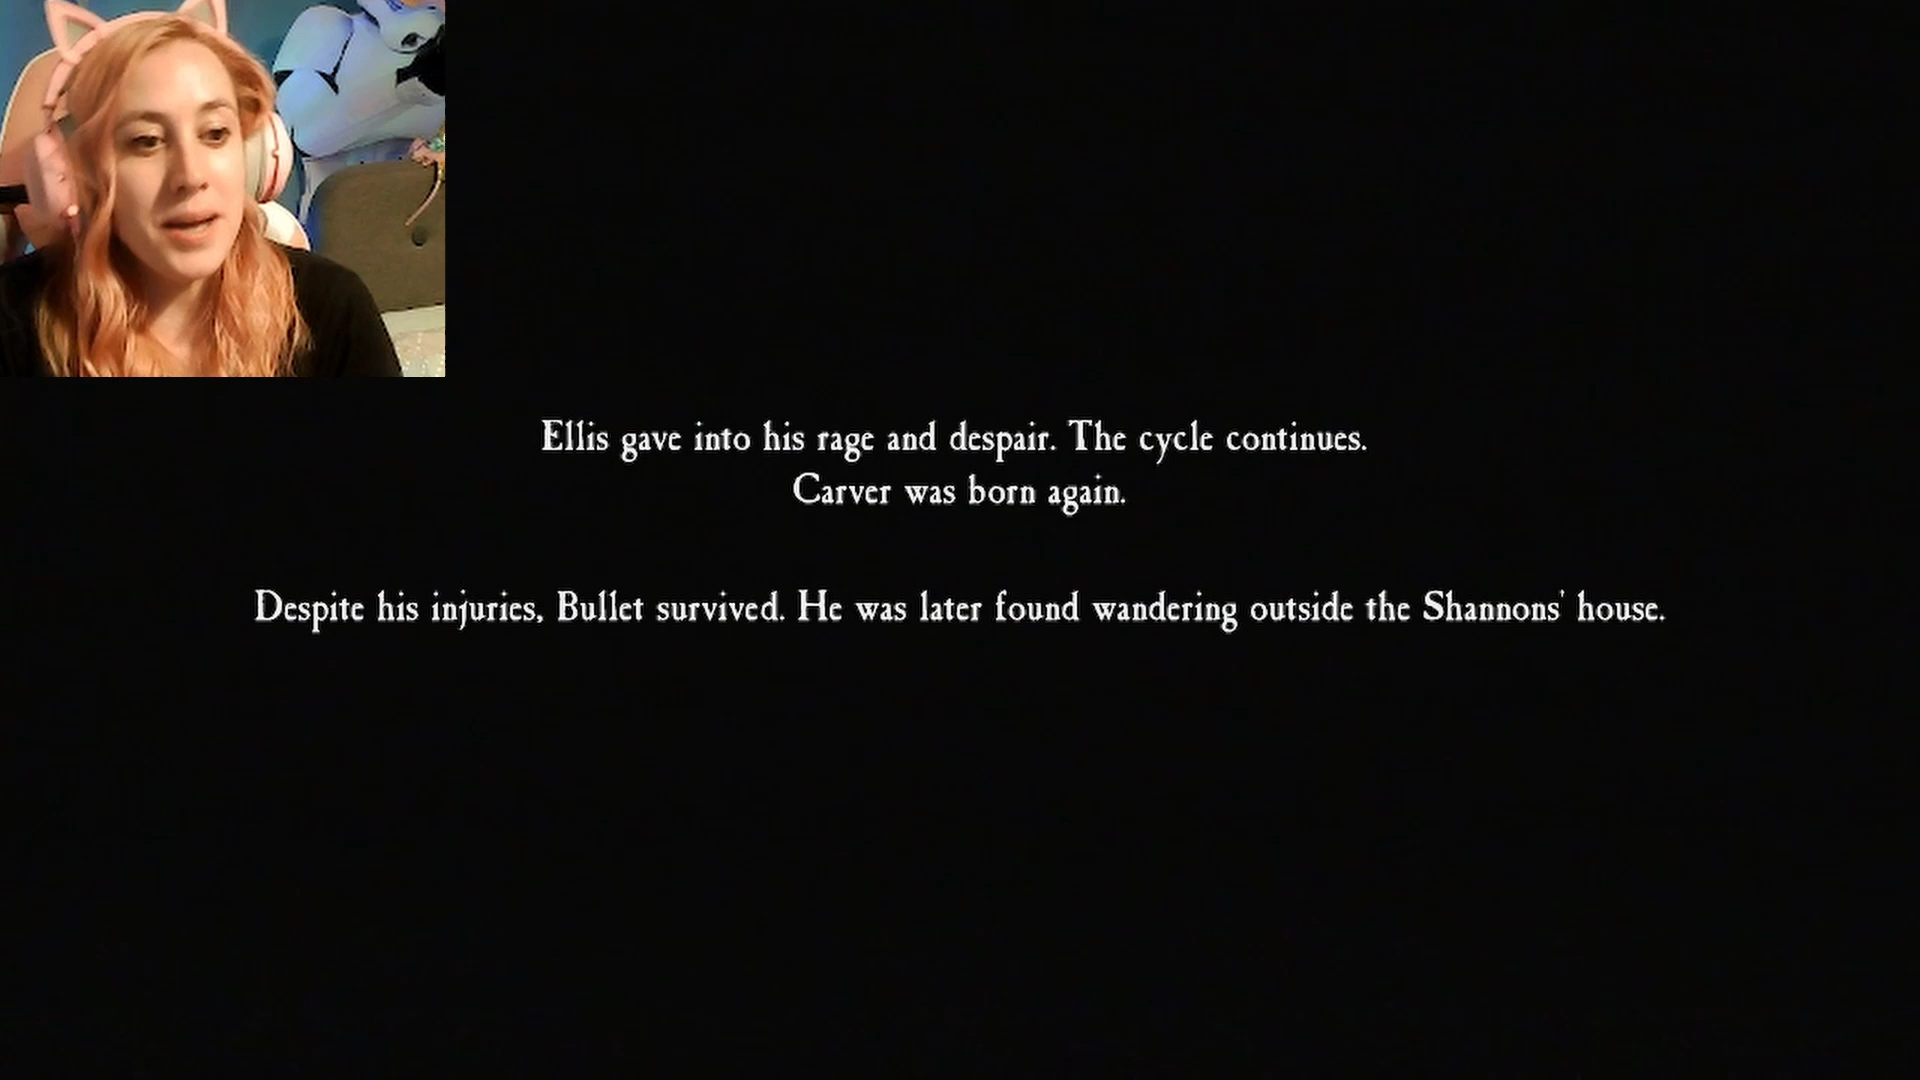 Ellis gave into his rage and despair. The cycle continues.
Carver was born again.
Despite his injuries, Bullet survived. He was later found wandering outside the Shannons' house.